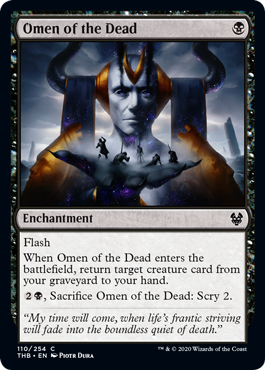 Omen of the Dead
Enchantment
Flash
When Omen of the Dead enters the
battlefield, return target creature card from
your graveyard to your hand.
2, Sacrifice Omen of the Dead: Scry 2.
"My time will come, when life's frantic striving
will fade into the boundless quiet of death."
110/254 C
THB • EN Piotr Dura
™ & © 2020 Wizards of the Coast